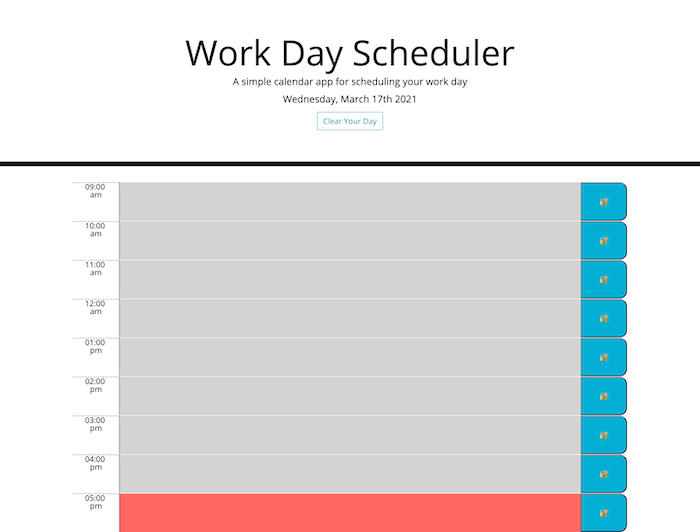 Work Day Scheduler
A simple calendar app for scheduling your work day
Wednesday, March 17th 2021
Clear Your Day
09:00
am
10:00
am
11:00
am
12:00
am
01:00
pm
02:00
pm
03:00
pm
04:00
pm
05:00
pm